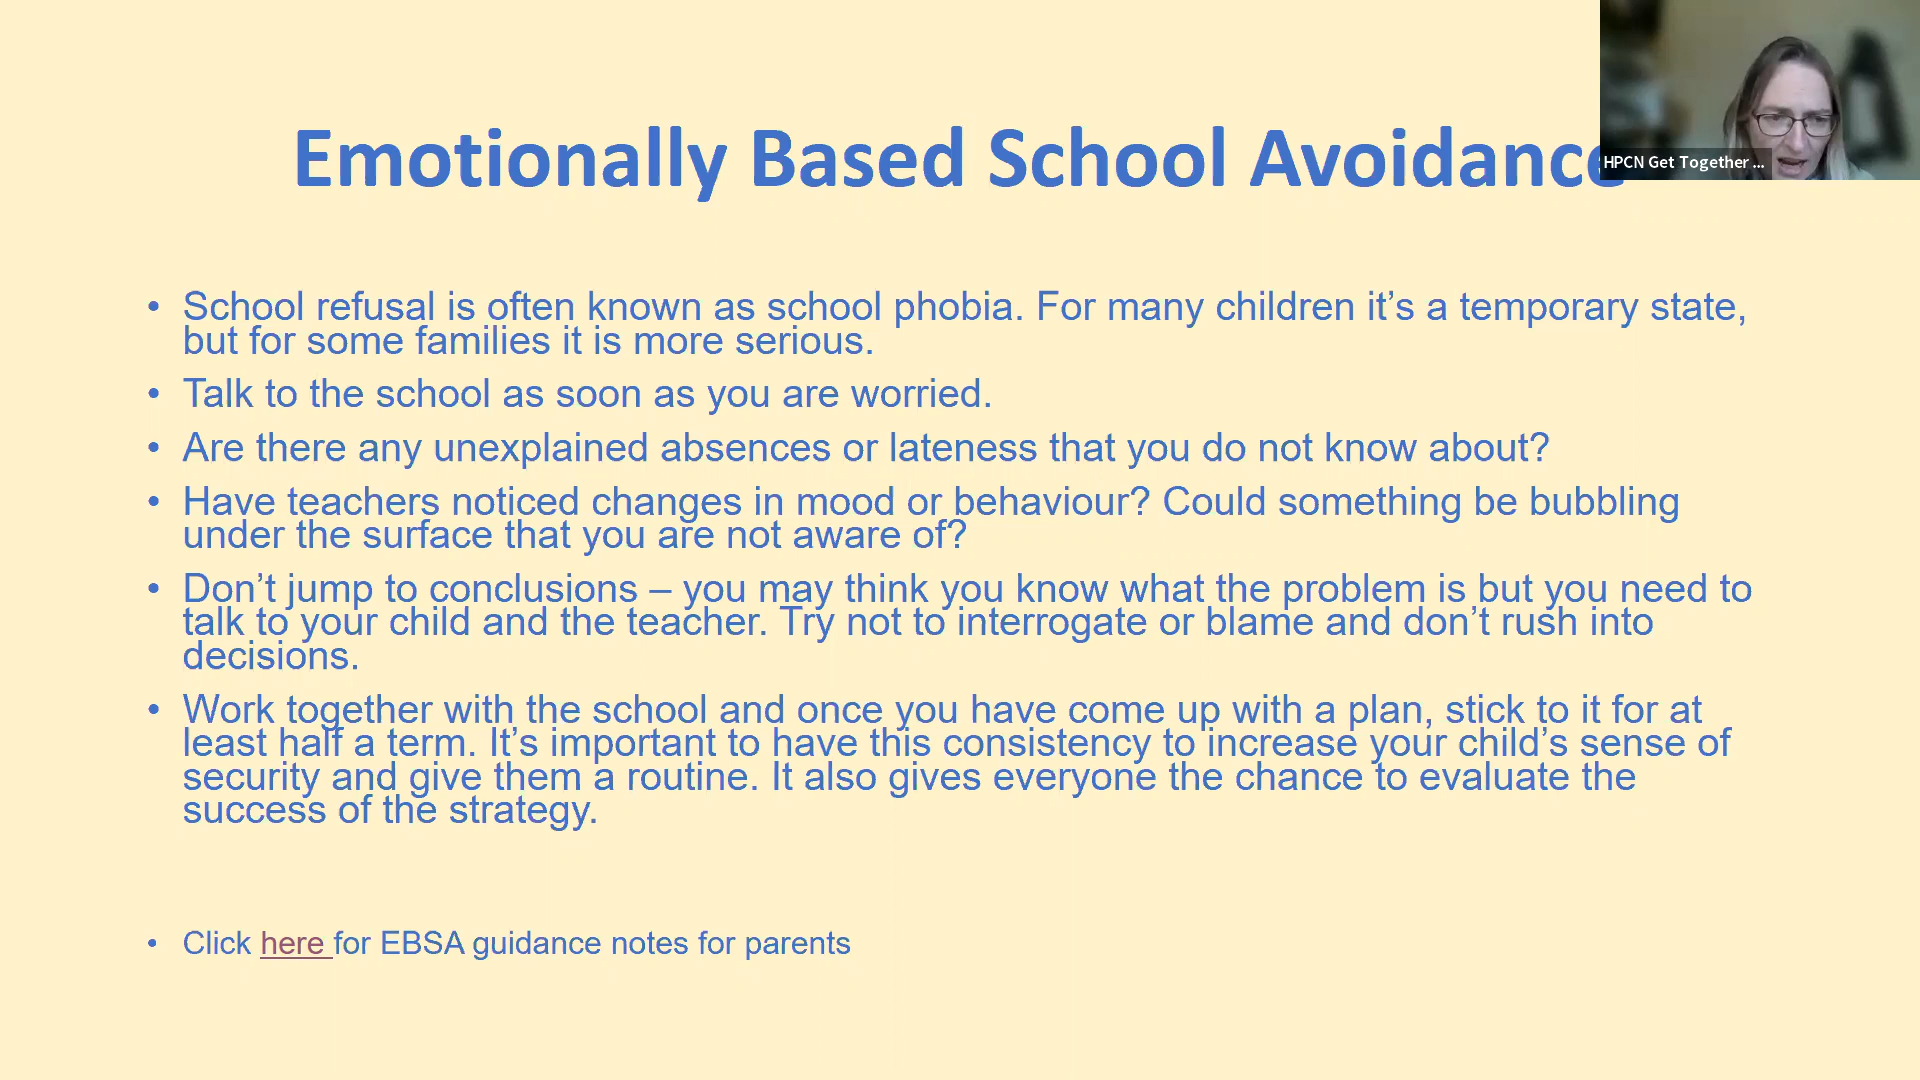 Emotionally Based School Avoidance
HPCN Get Together ...
• School refusal is often known as school phobia. For many children it’s a temporary state,
but for some families it is more serious.
• Talk to the school as soon as you are worried.
• Are there any unexplained absences or lateness that you do not know about?
• Have teachers noticed changes in mood or behaviour? Could something be bubbling
under the surface that you are not aware of?
• Don’t jump to conclusions – you may think you know what the problem is but you need to
talk to your child and the teacher. Try not to interrogate or blame and don’t rush into
decisions.
• Work together with the school and once you have come up with a plan, stick to it for at
least half a term. It’s important to have this consistency to increase your child’s sense of
security and give them a routine. It also gives everyone the chance to evaluate the
success of the strategy.
• Click here for EBSA guidance notes for parents